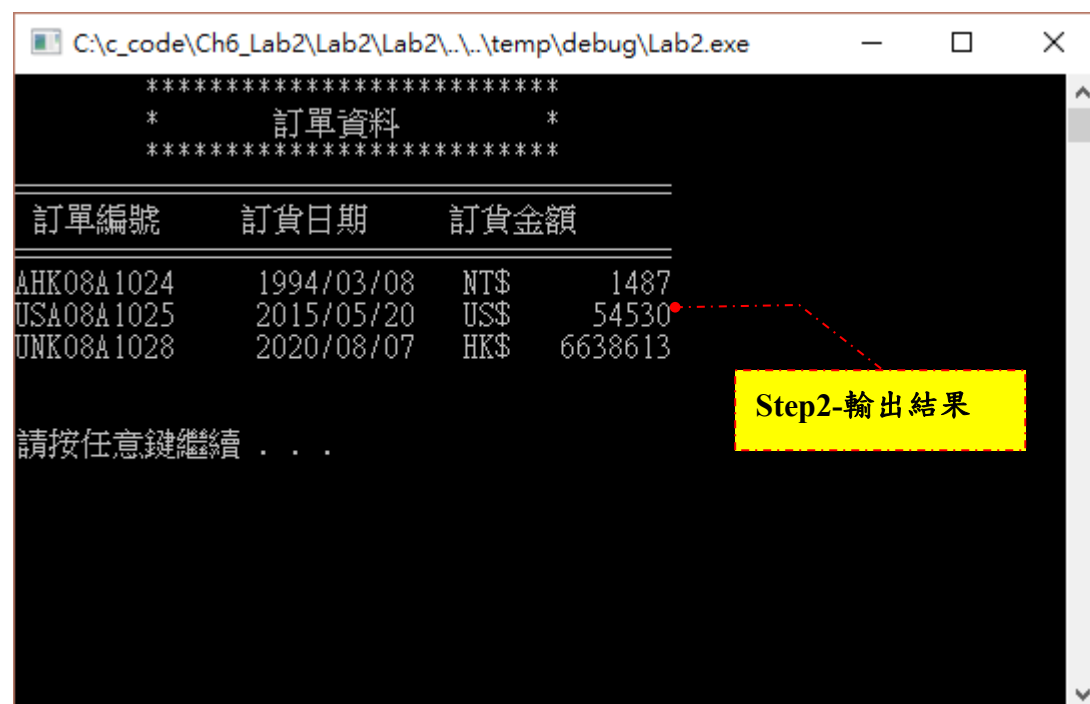 C:\c_code\Ch6_Lab2\Lab2\Lab2\..\..\temp\debug\Lab2.exe
**************************
* 訂單資料 *
**************************
訂單編號 訂貨日期 訂貨金額
AHK08A1024 1994/03/08 NT$ 1487
USA08A1025 2015/05/20 US$ 54530
UNK08A1028 2020/08/07 HK$ 6638613
Step2-輸出結果
請按任意鍵繼續 . . .